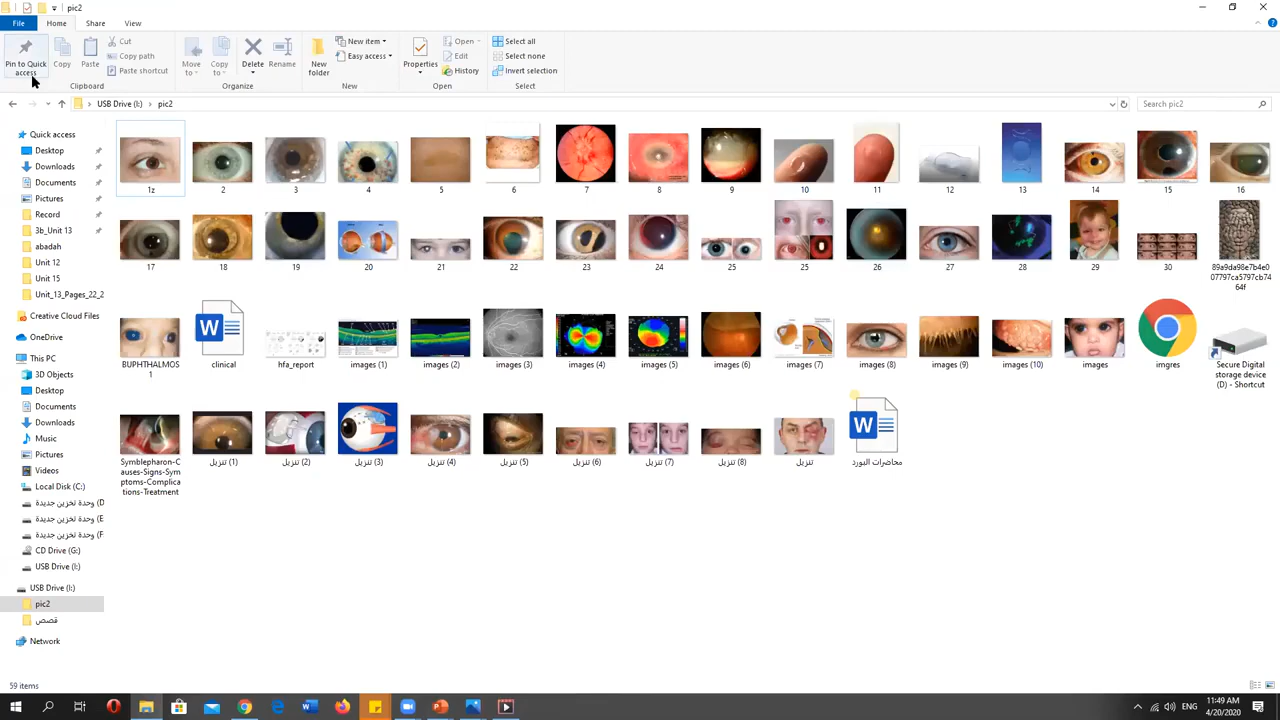 pic2
File Home Share View
Pin to Quick access
Copy
Paste
Cut
Copy path
Paste shortcut
Clipboard
Move to
Copy to
Delete
Rename
Organize
New folder
New item
Easy access
New
Properties
Open
Edit
History
Open
Select all
Select none
Invert selection
Select
USB Drive (I:) pic2
Search pic2
Quick access
Desktop
Downloads
Documents
Pictures
Record
3b_Unit 13
abadah
Unit 12
Unit 15
Unit_13_Pages_22_2
Creative Cloud Files
OneDrive
This PC
3D Objects
Desktop
Documents
Downloads
Music
Pictures
Videos
Local Disk (C:)
وحدة تخزين جديدة (D
وحدة تخزين جديدة (E
وحدة تخزين جديدة (F
CD Drive (G:)
USB Drive (I:)
USB Drive (I:)
pic2
قصص
Network
1z 2 3 4 5 6 7 8 9 10 11 12 13 14 15 16
17 18 19 20 21 22 23 24 25 25 26 27 28 29 30
89a9da98e7b4e0
07797ca5797cb74
64f
BUPHTHALMOS
1
clinical
hfa_report
images (1)
images (2)
images (3)
images (4)
images (5)
images (6)
images (7)
images (8)
images (9)
images (10)
images
imgres
Secure Digital
storage device
(D) - Shortcut
Symblepharon-C
auses-Signs-Sym
ptoms-Complica
tions-Treatment
تنزيل (1)
تنزيل (2)
تنزيل (3)
تنزيل (4)
تنزيل (5)
تنزيل (6)
تنزيل (7)
تنزيل (8)
تنزيل
محاضرات البورد
59 items
ENG
11:49 AM
4/20/2020